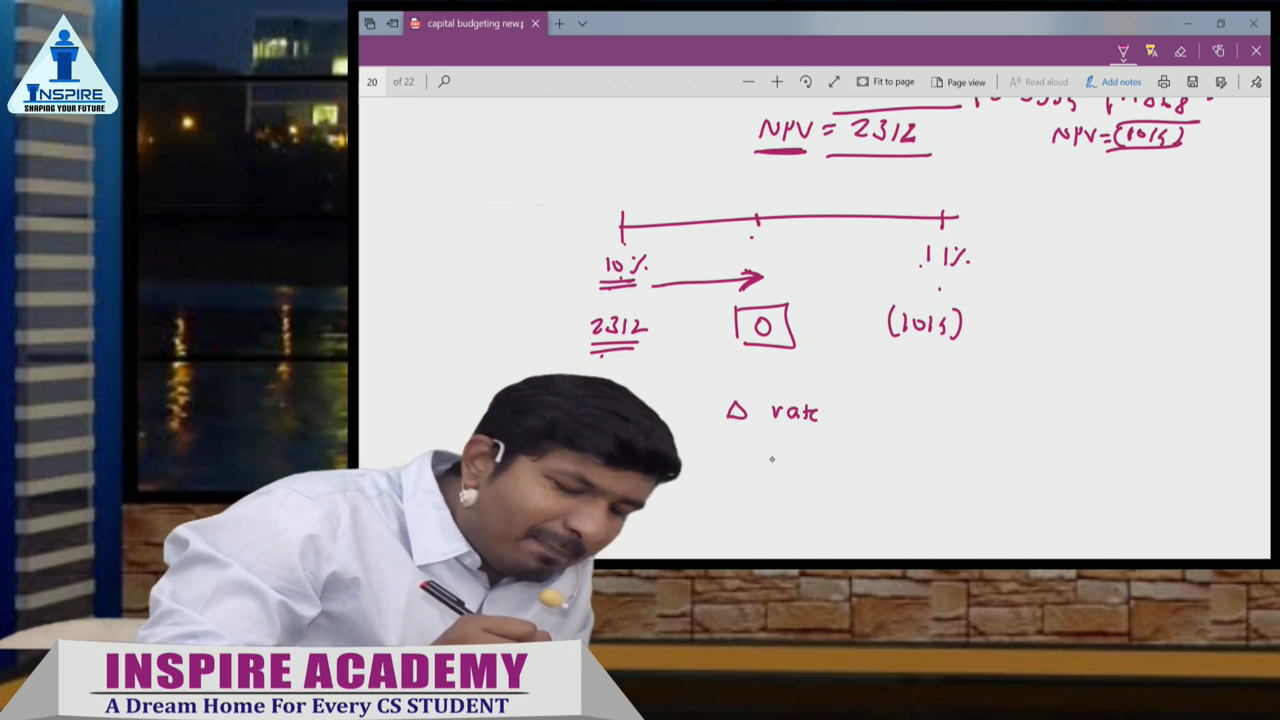 INSPIRE
SHAPING YOUR FUTURE
capital budgeting new.p
20 of 22
Fit to page
Page view
Read aloud
Add notes
NPV = 2312
NPV=(1015)
10%
11%
2312
0
(1015)
Δ rate
INSPIRE ACADEMY
A Dream Home For Every CS STUDENT